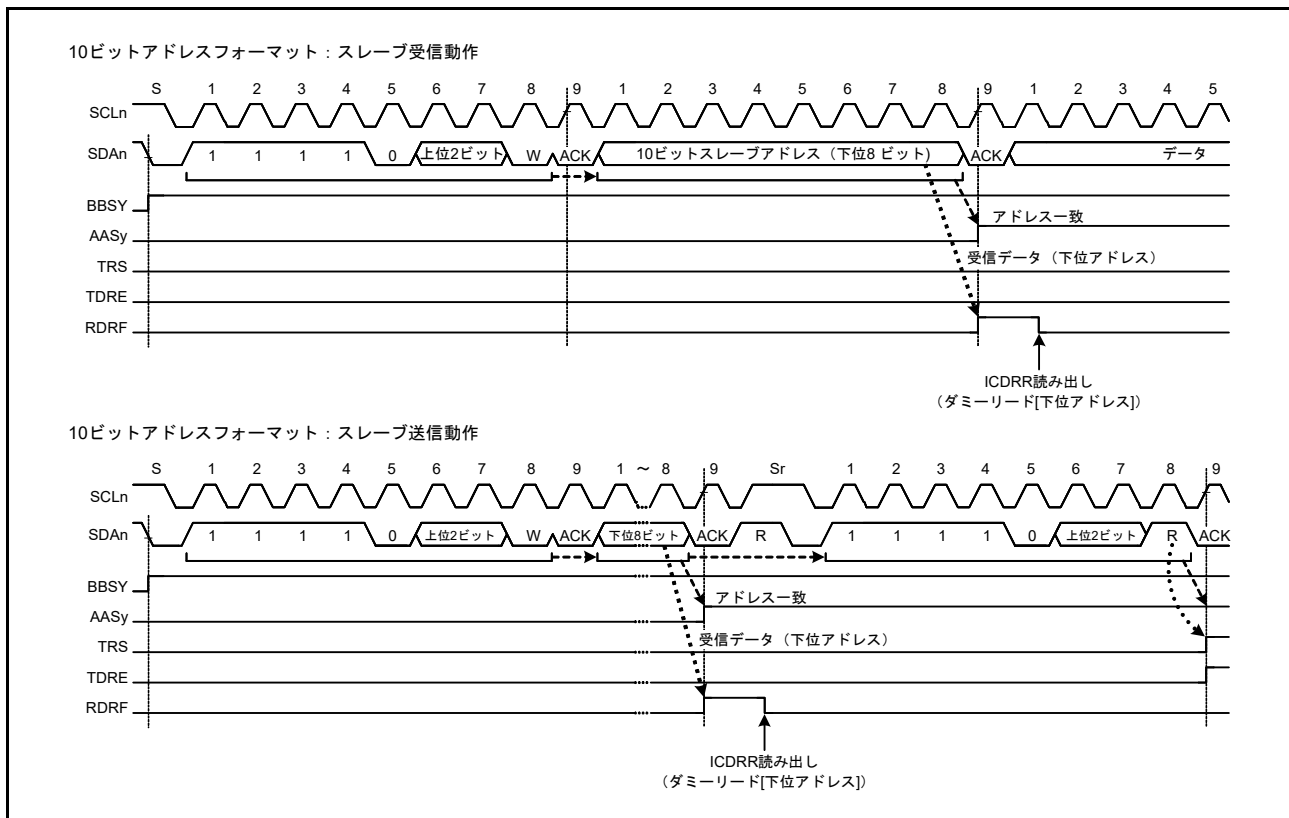 10ビットアドレスフォーマット：スレーブ受信動作
S 1 2 3 4 5 6 7 8 9 1 2 3 4 5 6 7 8 9 1 2 3 4 5
SCLn
SDAn 1 1 1 1 0 上位2ビット W ACK 10ビットスレーブアドレス（下位8 ビット） ACK データ
BBSY
アドレス一致
AASy
受信データ（下位アドレス）
TRS
TDRE
RDRF
ICDRR読み出し
（ダミーリード[下位アドレス]）
10ビットアドレスフォーマット：スレーブ送信動作
S 1 2 3 4 5 6 7 8 9 1 ～ 8 9 Sr 1 2 3 4 5 6 7 8 9
SCLn
SDAn 1 1 1 1 0 上位2ビット W ACK 下位8ビット ACK R 1 1 1 1 0 上位2ビット R ACK
BBSY
アドレス一致
AASy
受信データ（下位アドレス）
TRS
TDRE
RDRF
ICDRR読み出し
（ダミーリード[下位アドレス]）